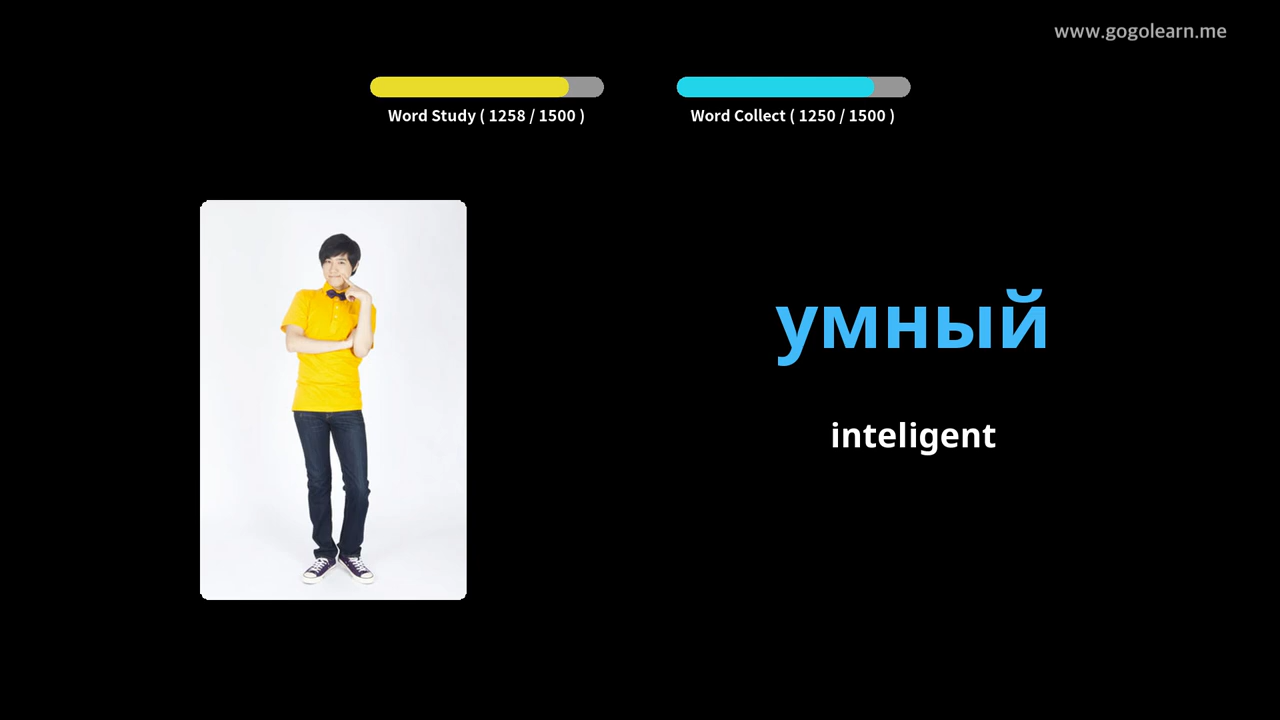 www.gogolearn.me
Word Study ( 1258 / 1500 )
Word Collect ( 1250 / 1500 )
умный
inteligent